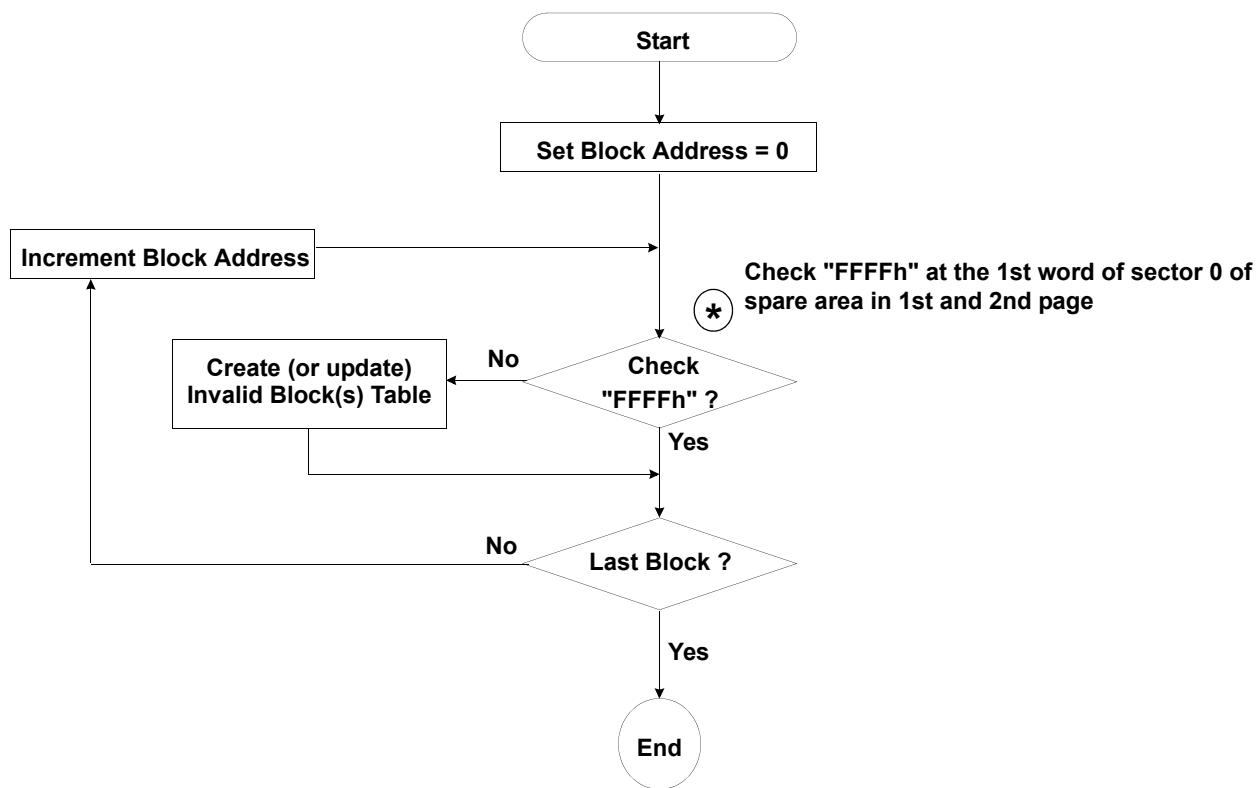 Start
Set Block Address = 0
Increment Block Address
Check "FFFFh" at the 1st word of sector 0 of
spare area in 1st and 2nd page
*
No
Create (or update)
Invalid Block(s) Table
Check
"FFFFh" ?
Yes
No
Last Block ?
Yes
End